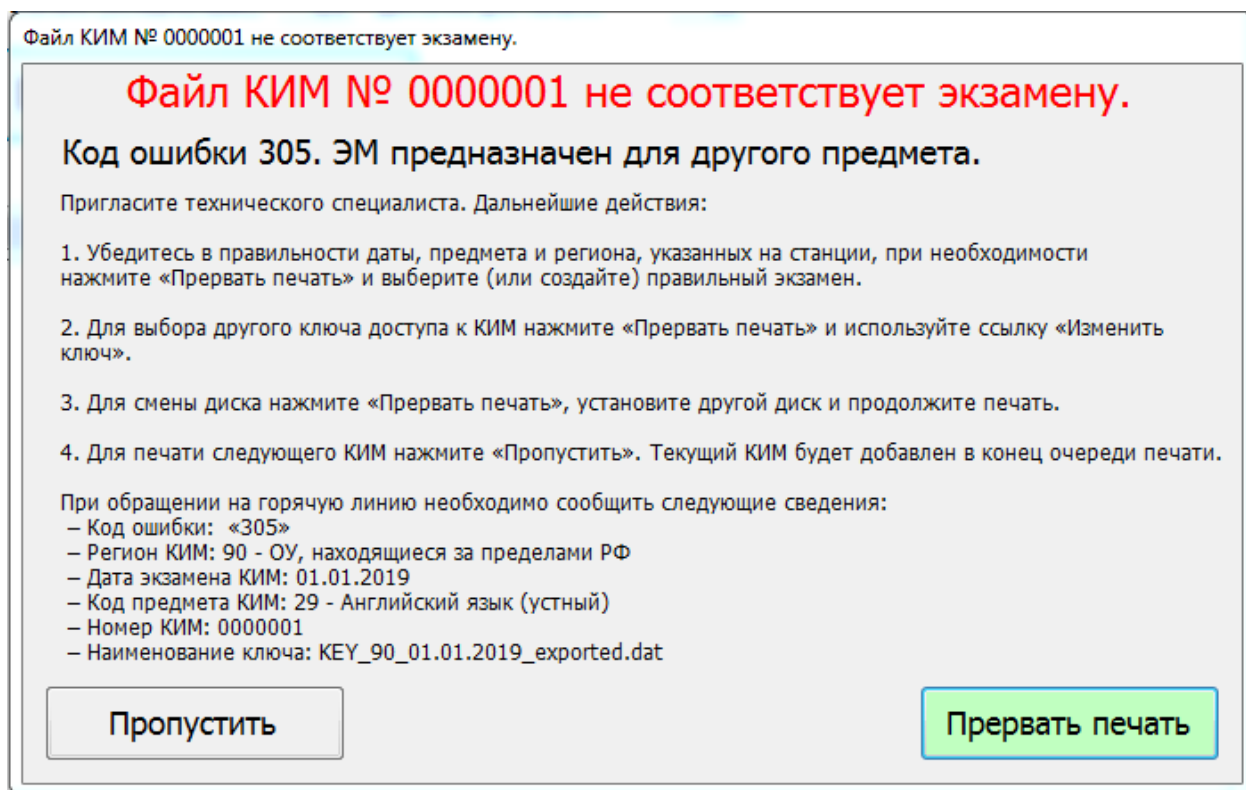 Файл КИМ № 0000001 не соответствует экзамену.
Файл КИМ № 0000001 не соответствует экзамену.
Код ошибки 305. ЭМ предназначен для другого предмета.
Пригласите технического специалиста. Дальнейшие действия:
1. Убедитесь в правильности даты, предмета и региона, указанных на станции, при необходимости
нажмите «Прервать печать» и выберите (или создайте) правильный экзамен.
2. Для выбора другого ключа доступа к КИМ нажмите «Прервать печать» и используйте ссылку «Изменить
ключ».
3. Для смены диска нажмите «Прервать печать», установите другой диск и продолжите печать.
4. Для печати следующего КИМ нажмите «Пропустить». Текущий КИМ будет добавлен в конец очереди печати.
При обращении на горячую линию необходимо сообщить следующие сведения:
– Код ошибки:  «305»
– Регион КИМ: 90 - ОУ, находящиеся за пределами РФ
– Дата экзамена КИМ: 01.01.2019
– Код предмета КИМ: 29 - Английский язык (устный)
– Номер КИМ: 0000001
– Наименование ключа: KEY_90_01.01.2019_exported.dat
Пропустить
Прервать печать